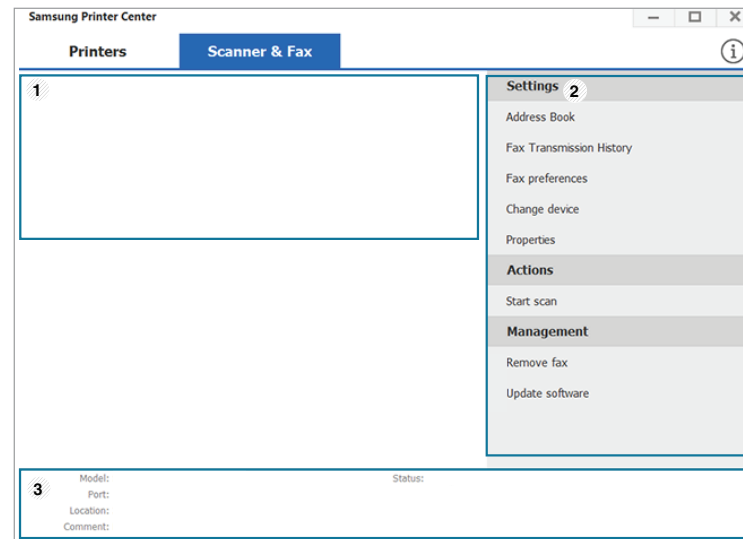 Samsung Printer Center
Printers Scanner & Fax
1
Settings 2
Address Book
Fax Transmission History
Fax preferences
Change device
Properties
Actions
Start scan
Management
Remove fax
Update software
3
Model: Status:
Port:
Location:
Comment: